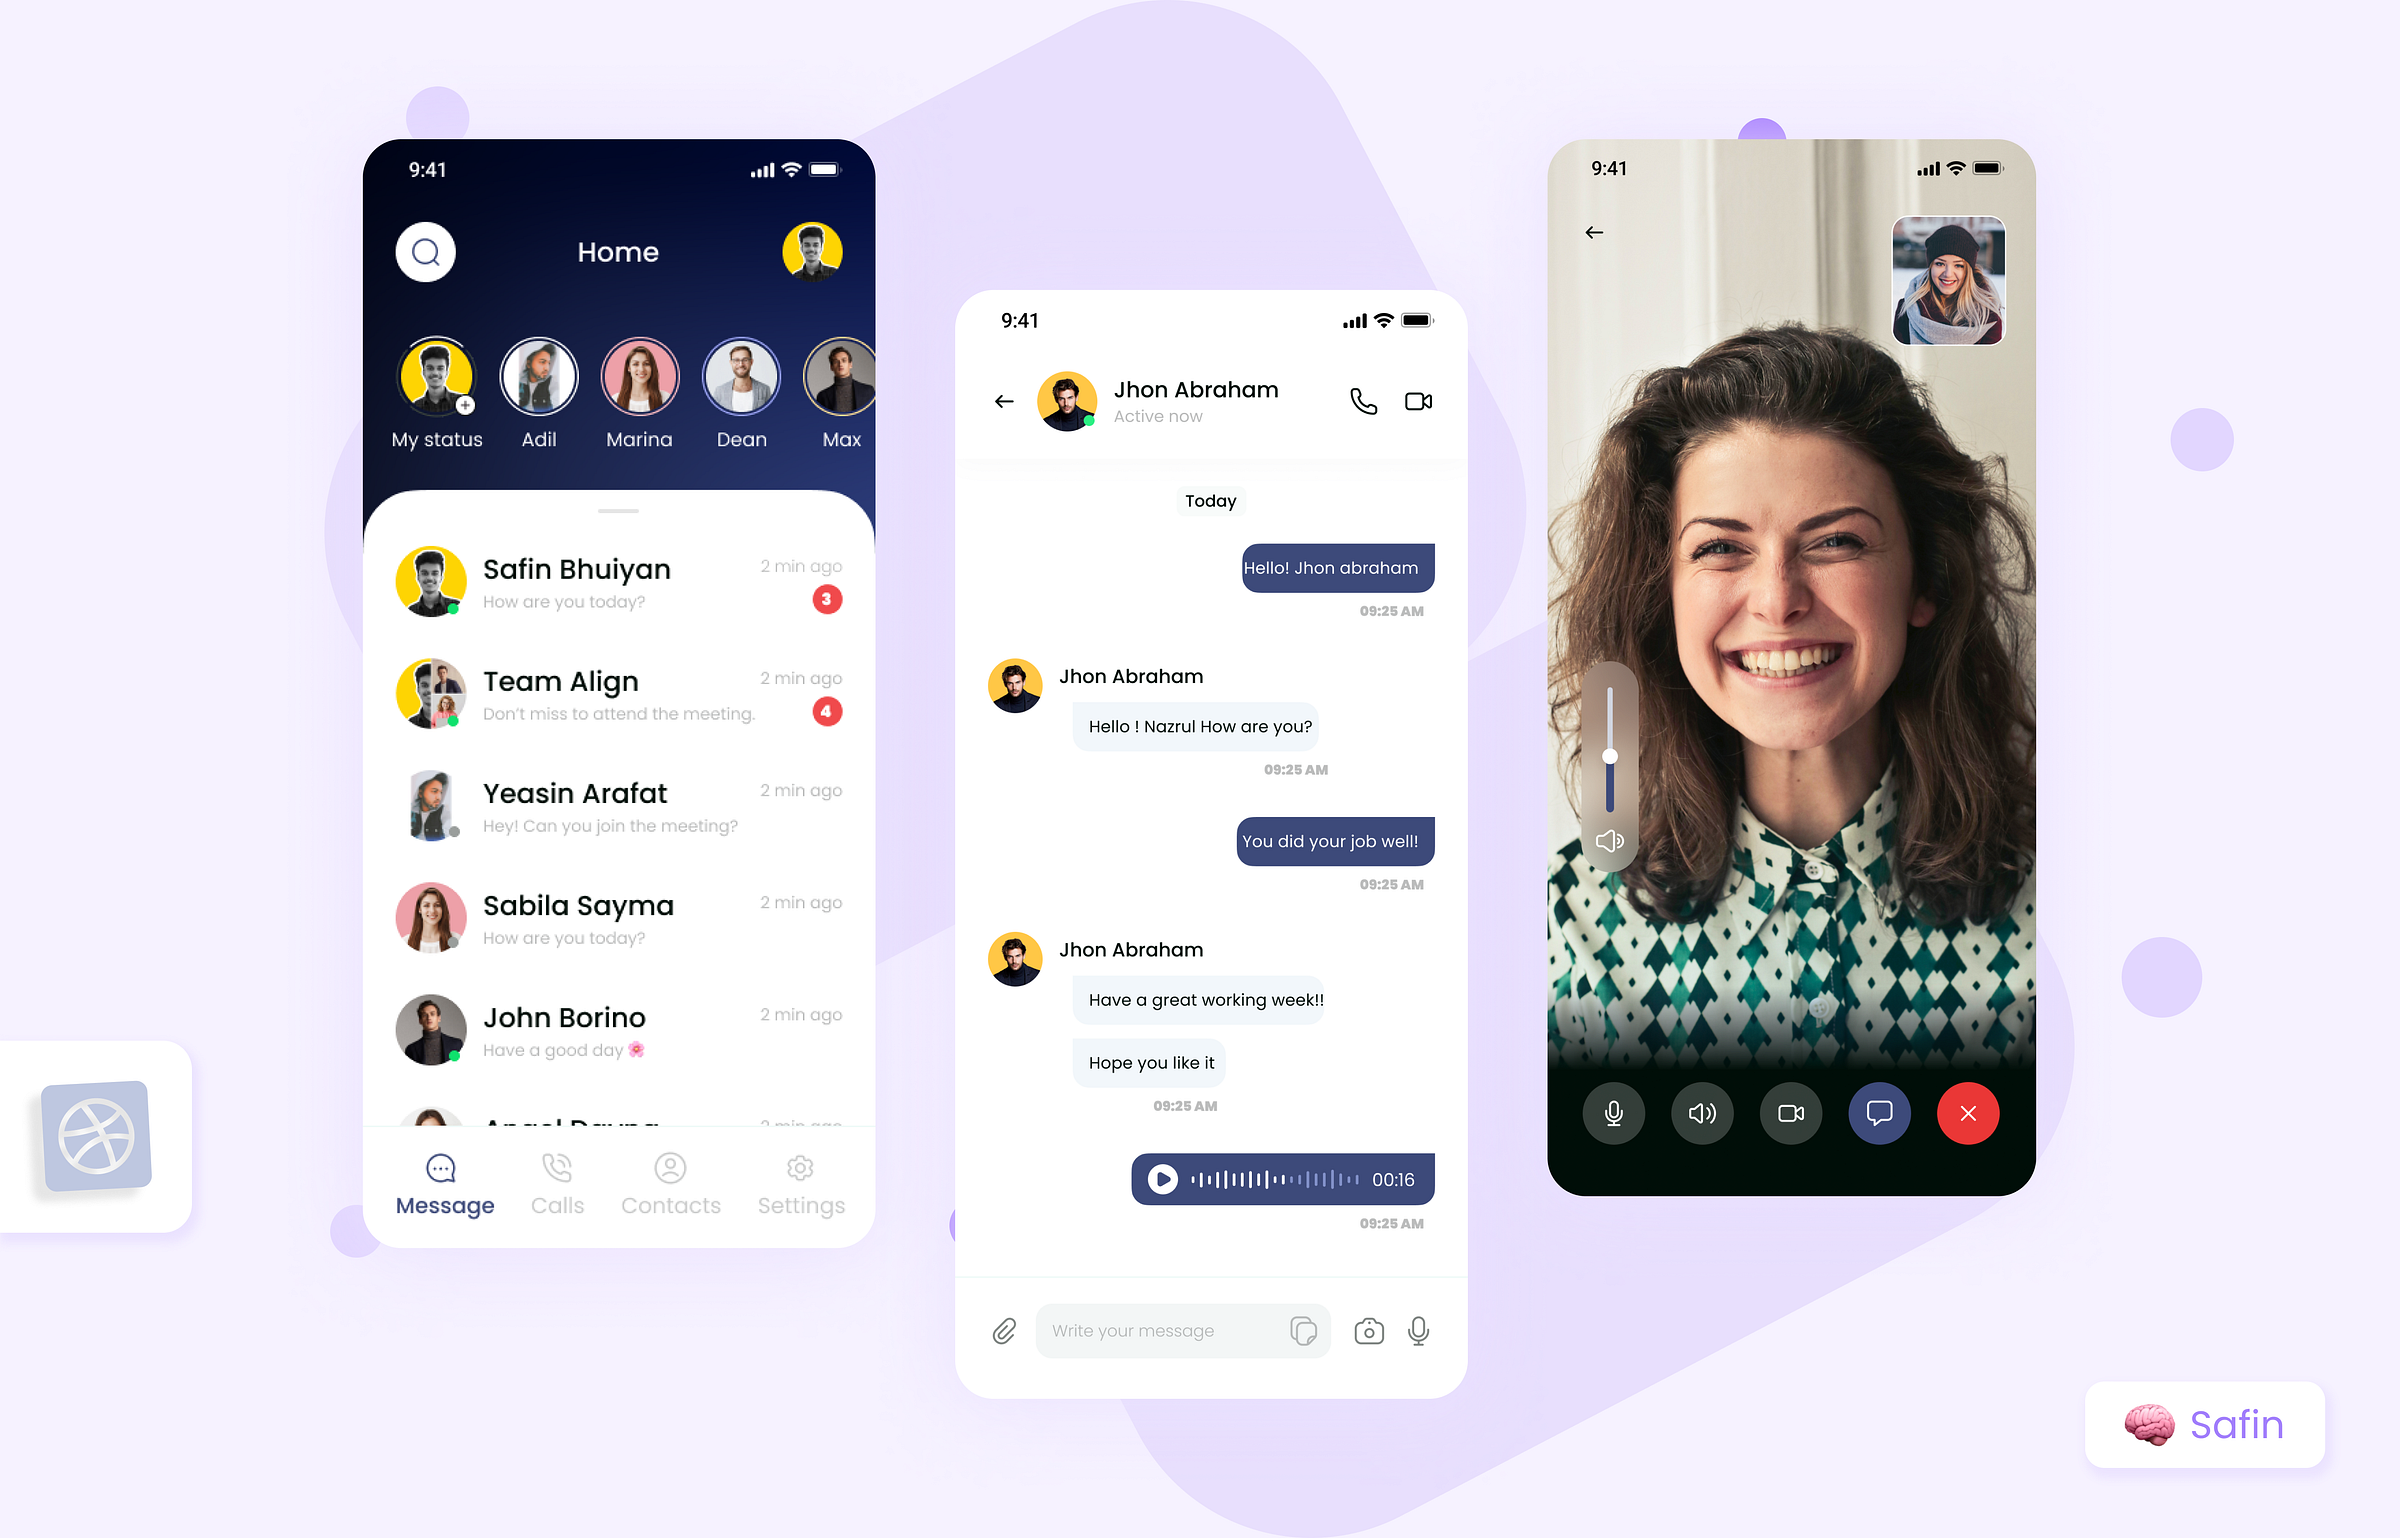 9:41
Home
My status
Adil
Marina
Dean
Max
Safin Bhuiyan
2 min ago
How are you today?
3
Team Align
2 min ago
Don't miss to attend the meeting.
4
Yeasin Arafat
2 min ago
Hey! Can you join the meeting?
Sabila Sayma
2 min ago
How are you today?
John Borino
2 min ago
Have a good day 🌸
Message
Calls
Contacts
Settings
9:41
Jhon Abraham
Active now
Today
Hello! Jhon abraham
09:25 AM
Jhon Abraham
Hello ! Nazrul How are you?
09:25 AM
You did your job well!
09:25 AM
Jhon Abraham
Have a great working week!!
Hope you like it
09:25 AM
00:16
09:25 AM
Write your message
9:41
Safin